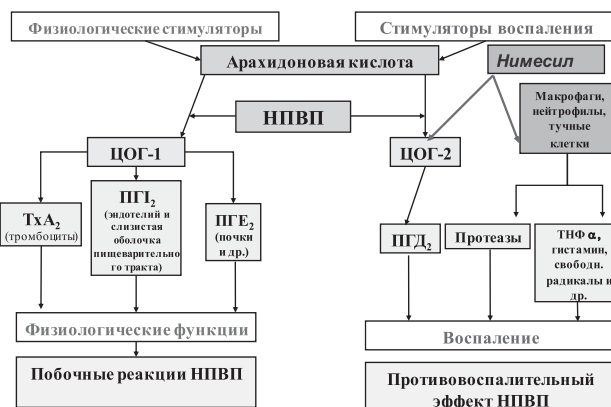 Физиологические стимуляторы
Стимуляторы воспаления
Арахидоновая кислота
Нимесил
НПВП
Макрофаги,
нейтрофилы,
тучные
клетки
ЦОГ-1
ЦОГ-2
TxA2
(тромбоциты)
ПГI2
(эндотелий и
слизистая
оболочка
пищеварительно
го тракта)
ПГЕ2
(почки
и др.)
ПГД2
Протеазы
ТНФ α,
гистамин,
свободн.
радикалы и
др.
Физиологические функции
Воспаление
Побочные реакции НПВП
Противовоспалительный
эффект НПВП